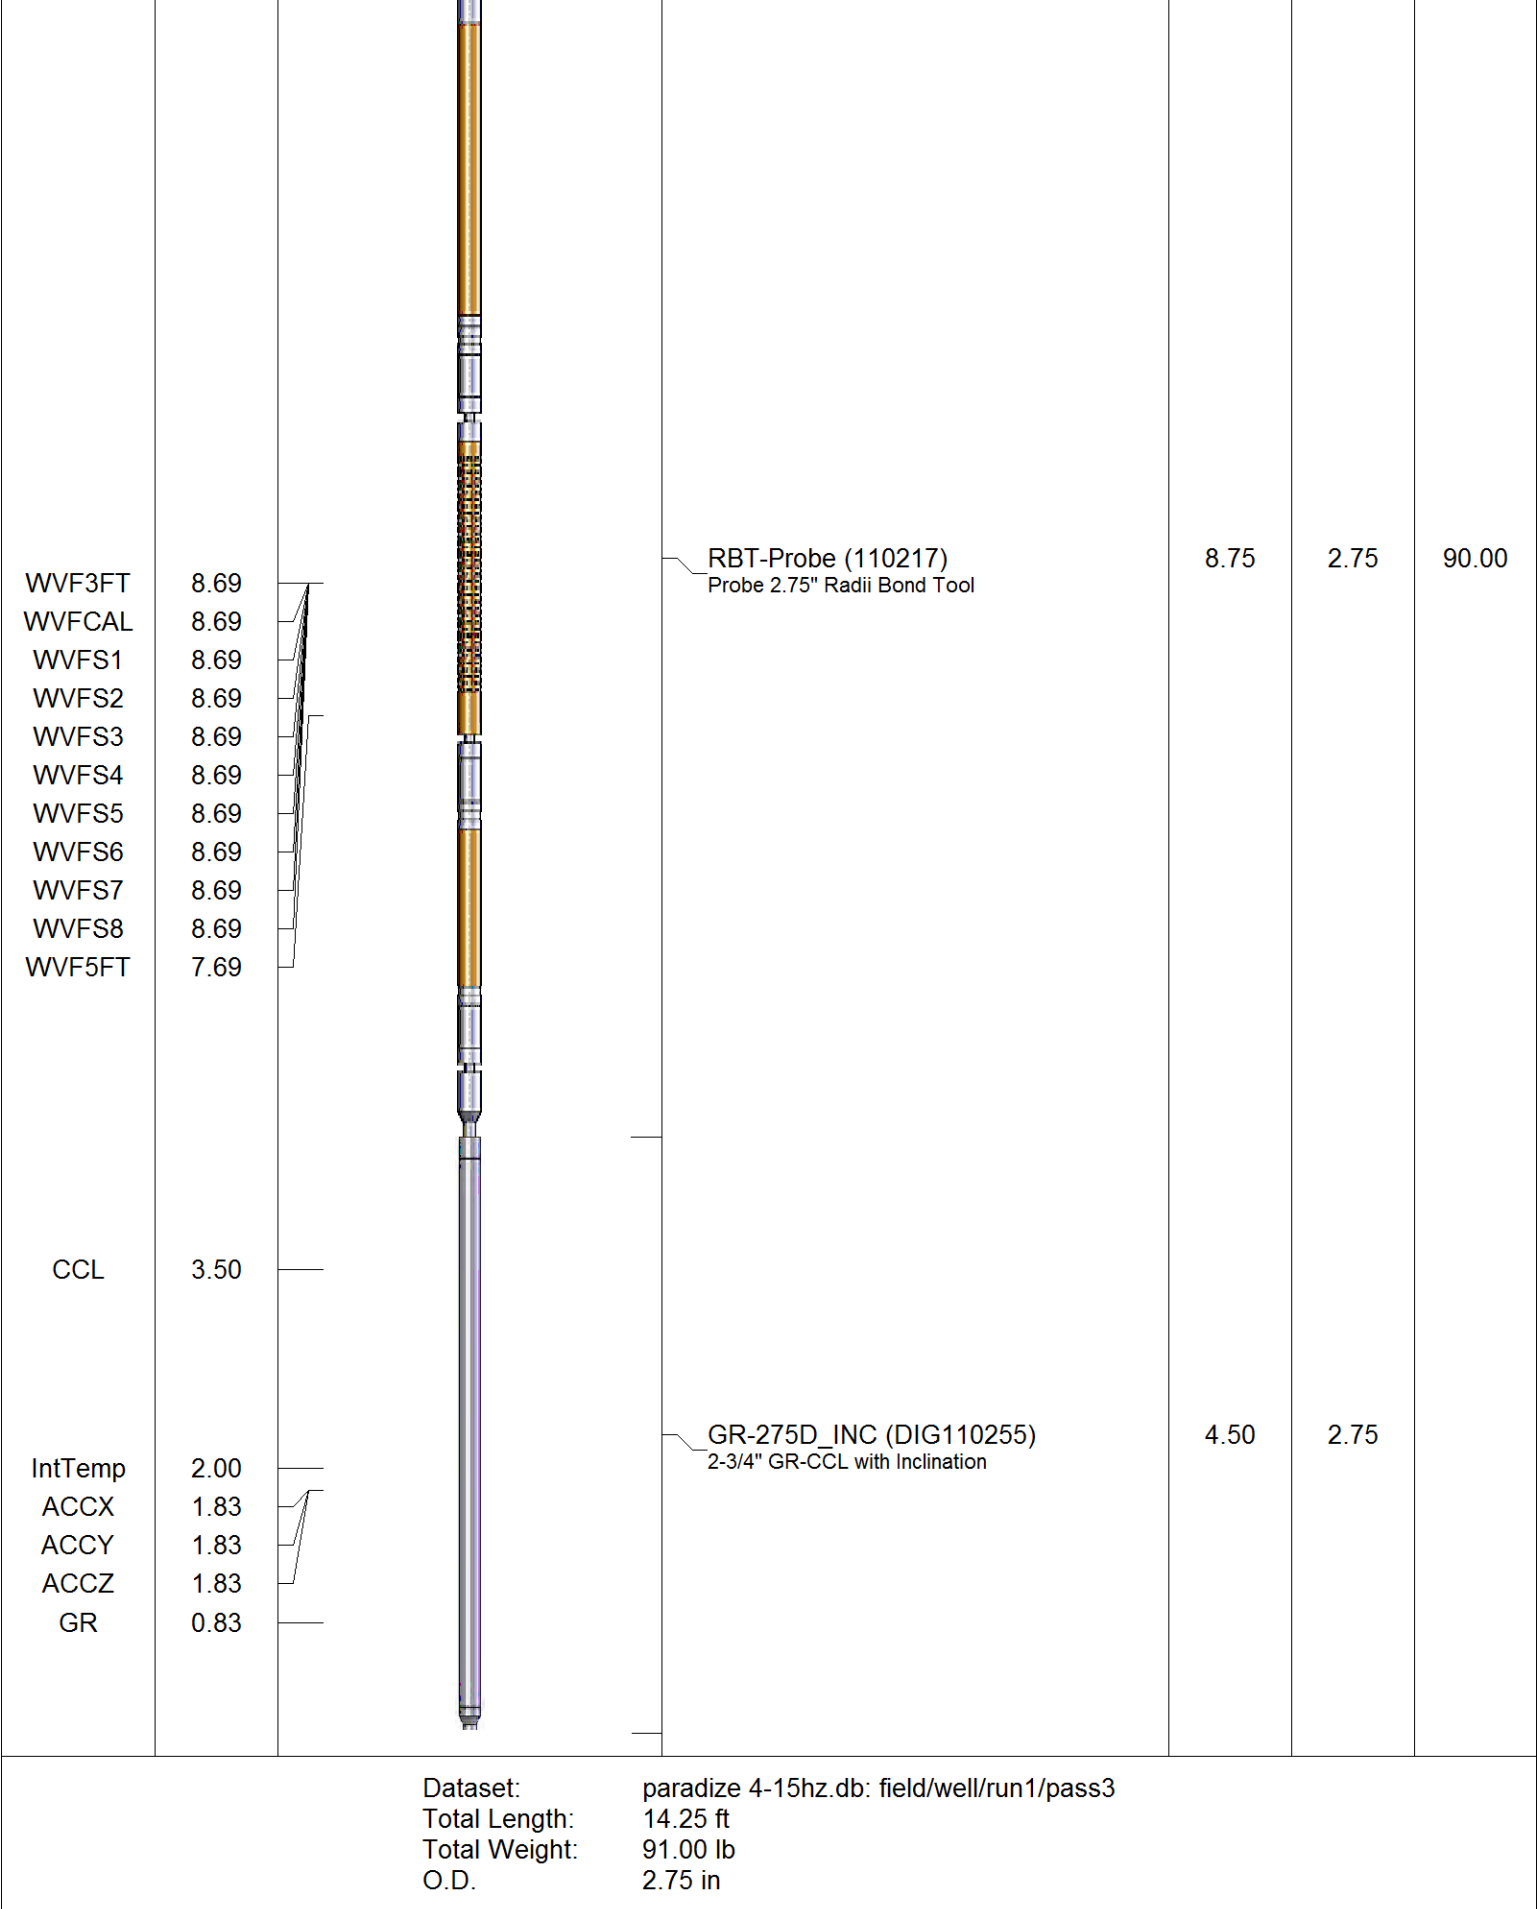 RBT-Probe (110217) 8.75 2.75 90.00
Probe 2.75" Radii Bond Tool
WVF3FT 8.69
WVFCAL 8.69
WVFS1 8.69
WVFS2 8.69
WVFS3 8.69
WVFS4 8.69
WVFS5 8.69
WVFS6 8.69
WVFS7 8.69
WVFS8 8.69
WVF5FT 7.69
CCL 3.50
GR-275D_INC (DIG110255) 4.50 2.75
2-3/4" GR-CCL with Inclination
IntTemp 2.00
ACCX 1.83
ACCY 1.83
ACCZ 1.83
GR 0.83
Dataset: paradize 4-15hz.db: field/well/run1/pass3
Total Length: 14.25 ft
Total Weight: 91.00 lb
O.D. 2.75 in